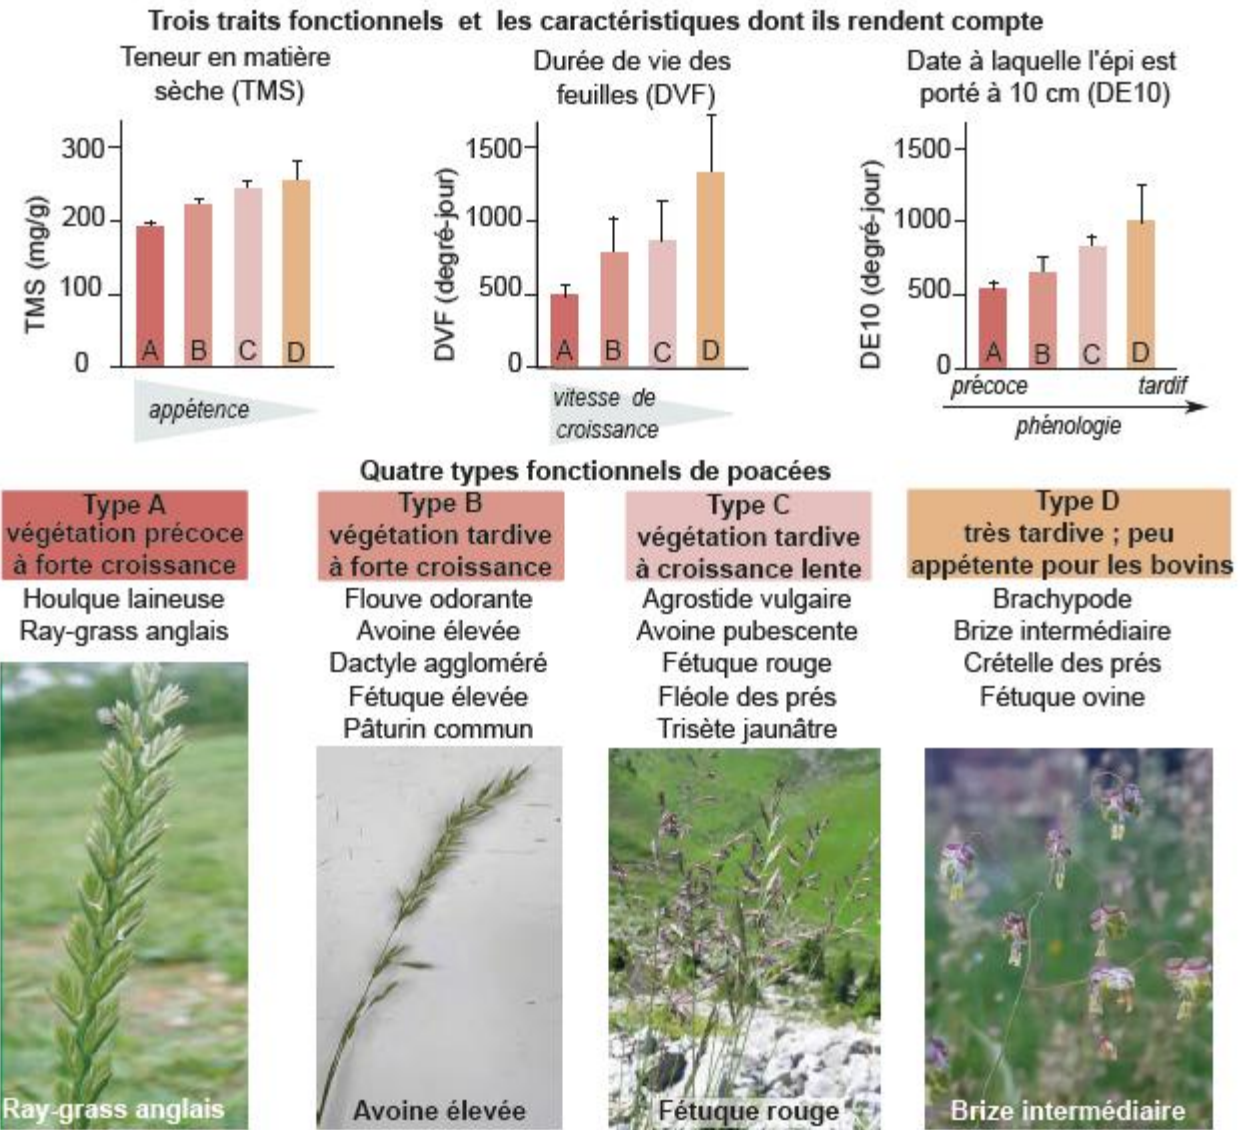 Trois traits fonctionnels et les caractéristiques dont ils rendent compte
Teneur en matière
sèche (TMS)
TMS (mg/g)
300
200
100
0
A B C D
appétence
Durée de vie des
feuilles (DVF)
DVF (degré-jour)
1500
1000
500
0
A B C D
vitesse de
croissance
Date à laquelle l'épi est
porté à 10 cm (DE10)
DE10 (degré-jour)
1500
1000
500
0
A B C D
précoce tardif
phénologie
Quatre types fonctionnels de poacées
Type A
végétation précoce
à forte croissance
Houlque laineuse
Ray-grass anglais
Ray-grass anglais
Type B
végétation tardive
à forte croissance
Flouve odorante
Avoine élevée
Dactyle aggloméré
Fétuque élevée
Pâturin commun
Avoine élevée
Type C
végétation tardive
à croissance lente
Agrostide vulgaire
Avoine pubescente
Fétuque rouge
Fléole des prés
Trisète jaunâtre
Fétuque rouge
Type D
très tardive ; peu
appétente pour les bovins
Brachypode
Brize intermédiaire
Crételle des prés
Fétuque ovine
Brize intermédiaire